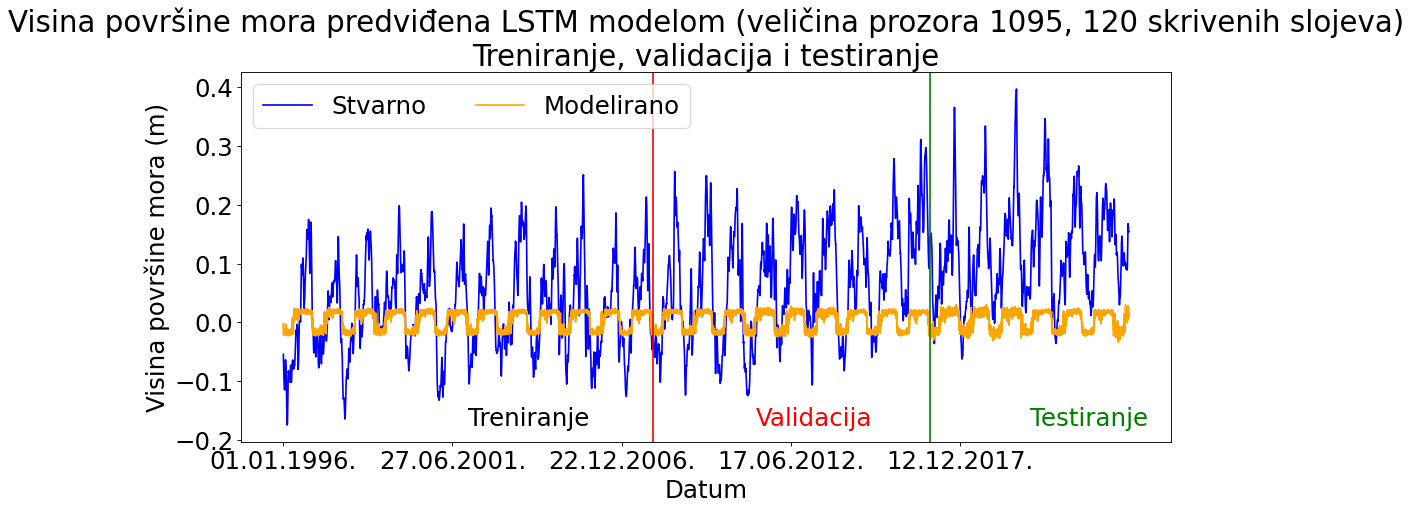 Visina površine mora predviđena LSTM modelom (veličina prozora 1095, 120 skrivenih slojeva)
Treniranje, validacija i testiranje
Stvarno
Modelirano
Visina površine mora (m)
0.4
0.3
0.2
0.1
0.0
−0.1
−0.2
Treniranje
Validacija
Testiranje
01.01.1996.
27.06.2001.
22.12.2006.
17.06.2012.
12.12.2017.
Datum